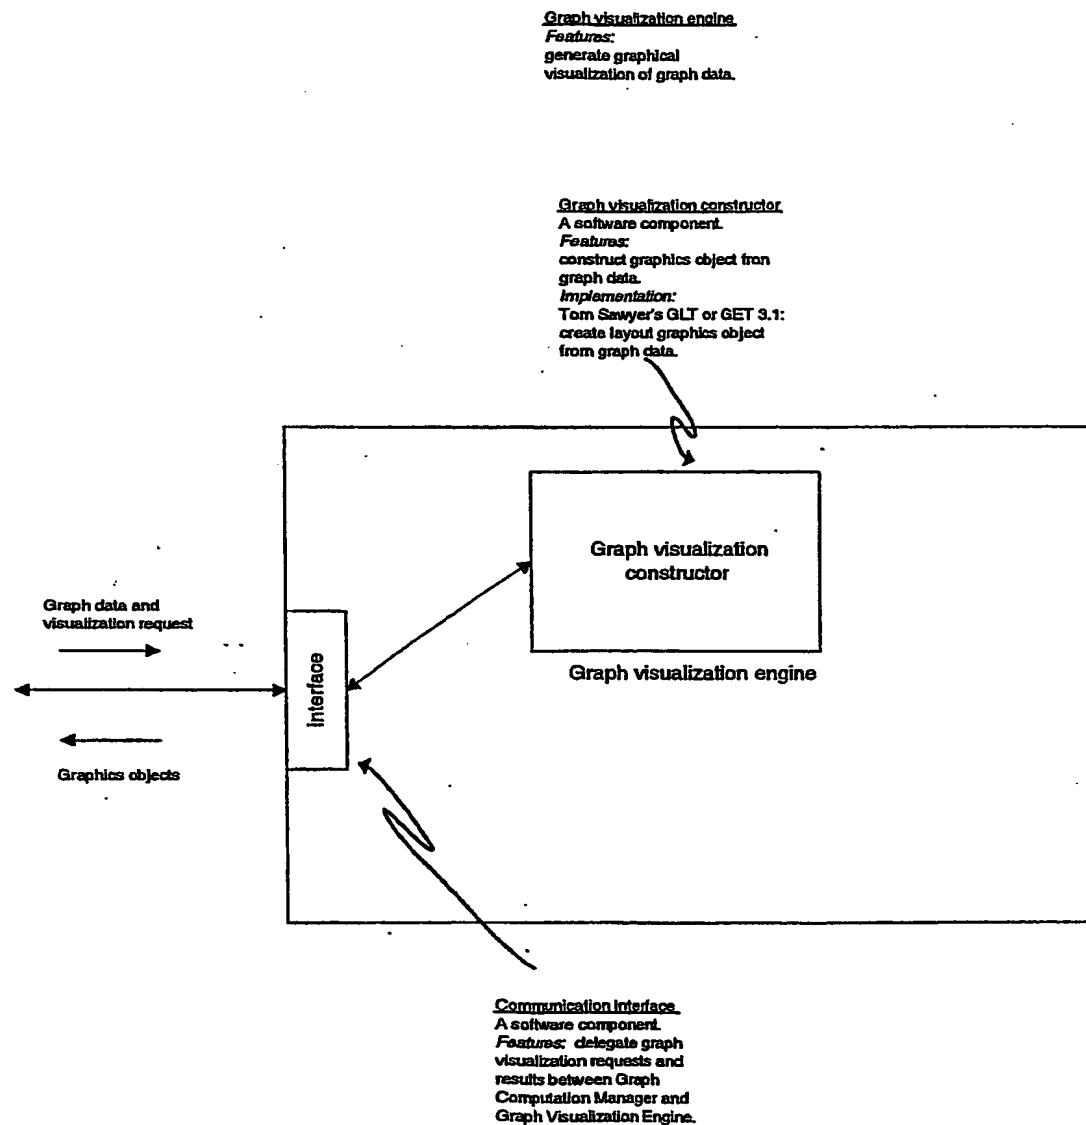 Graph visualization engine
Features:
generate graphical
visualization of graph data.
Graph visualization constructor
A software component.
Features:
construct graphics object from
graph data.
Implementation:
Tom Sawyer's GLT or GET 3.1:
create layout graphics object
from graph data.
Graph visualization
constructor
Graph visualization engine
Graph data and
visualization request
Interface
Graphics objects
Communication Interface
A software component.
Features: delegate graph
visualization requests and
results between Graph
Computation Manager and
Graph Visualization Engine.